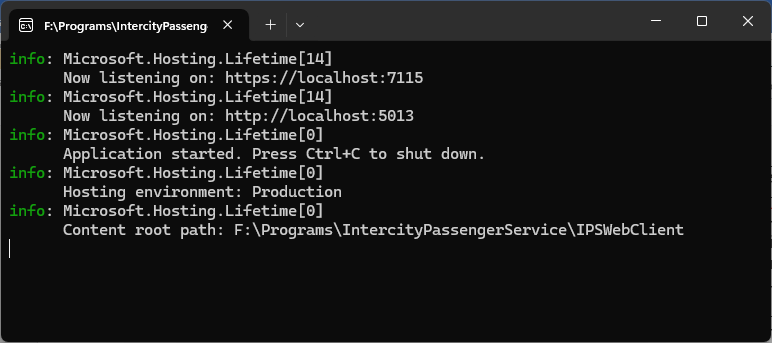 F:\Programs\IntercityPasseng
info: Microsoft.Hosting.Lifetime[14]
Now listening on: https://localhost:7115
info: Microsoft.Hosting.Lifetime[14]
Now listening on: http://localhost:5013
info: Microsoft.Hosting.Lifetime[0]
Application started. Press Ctrl+C to shut down.
info: Microsoft.Hosting.Lifetime[0]
Hosting environment: Production
info: Microsoft.Hosting.Lifetime[0]
Content root path: F:\Programs\IntercityPassengerService\IPSWebClient